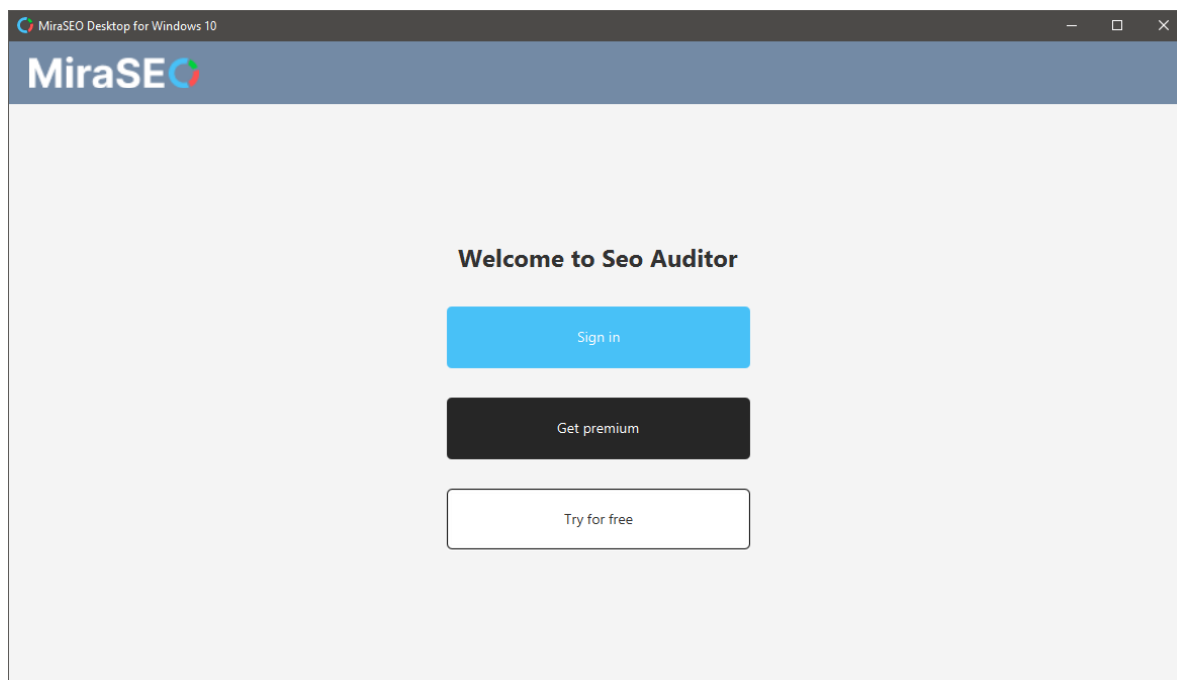 MiraSEO Desktop for Windows 10
MiraSEO
Welcome to Seo Auditor
Sign in
Get premium
Try for free